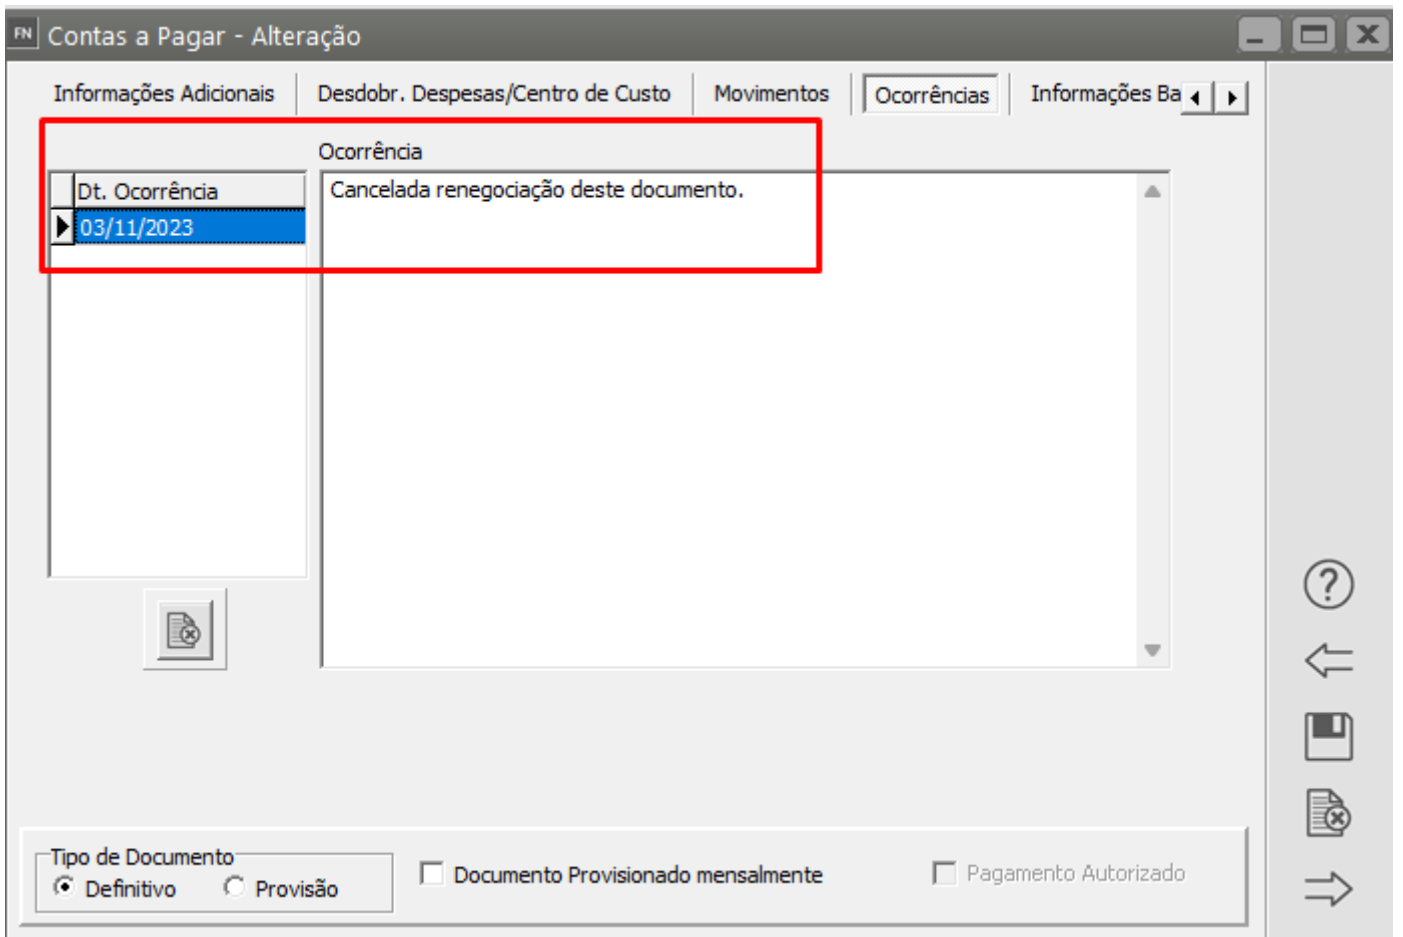 FN Contas a Pagar - Alteração
Informações Adicionais Desdobr. Despesas/Centro de Custo Movimentos Ocorrências Informações Ba
Ocorrência
Dt. Ocorrência
Cancelada renegociação deste documento.
03/11/2023
Tipo de Documento
Definitivo Provisão
Documento Provisionado mensalmente
Pagamento Autorizado